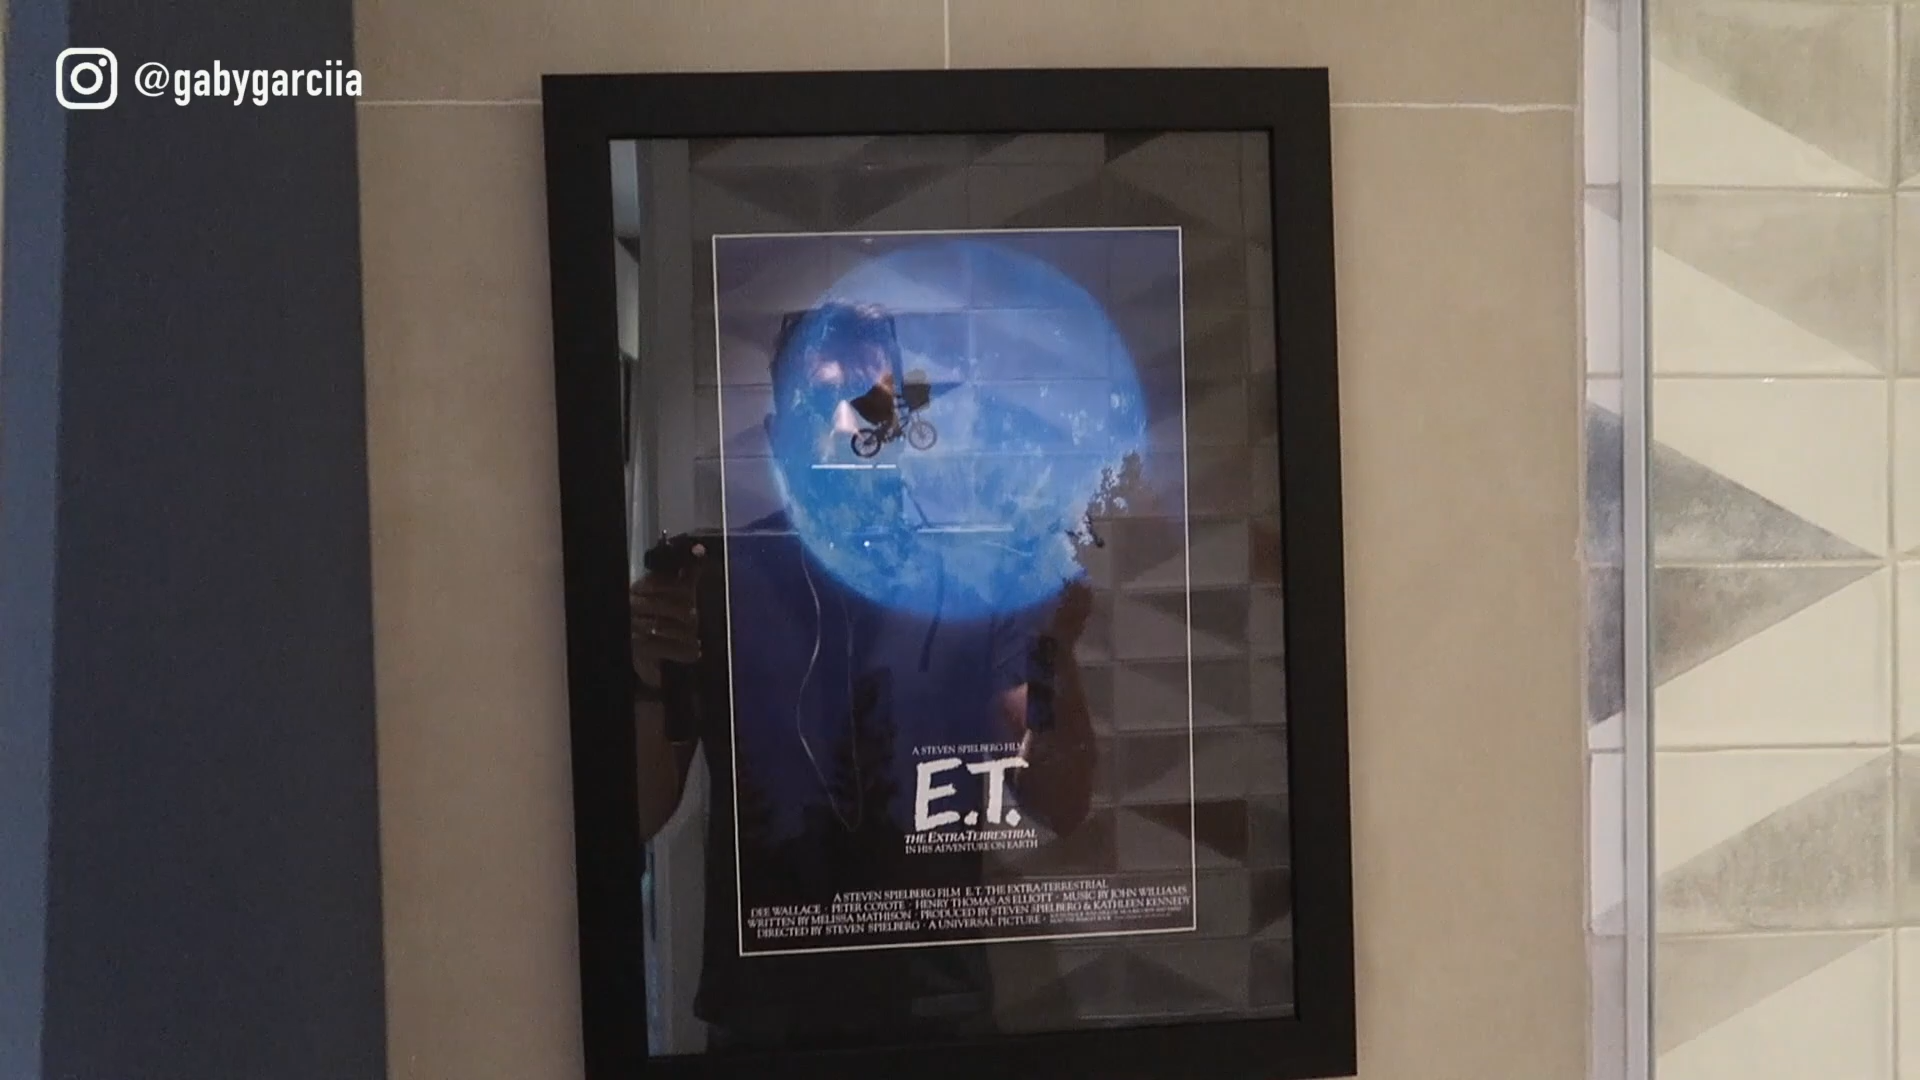 @gabygarciia
A STEVEN SPIELBERG FILM
E.T.
THE EXTRA-TERRESTRIAL
IN HIS ADVENTURE ON EARTH
A STEVEN SPIELBERG FILM E.T. THE EXTRA-TERRESTRIAL
DEE WALLACE · PETER COYOTE · HENRY THOMAS AS ELLIOTT · MUSIC BY JOHN WILLIAMS
WRITTEN BY MELISSA MATHISON · PRODUCED BY STEVEN SPIELBERG & KATHLEEN KENNEDY
DIRECTED BY STEVEN SPIELBERG · A UNIVERSAL PICTURE ·